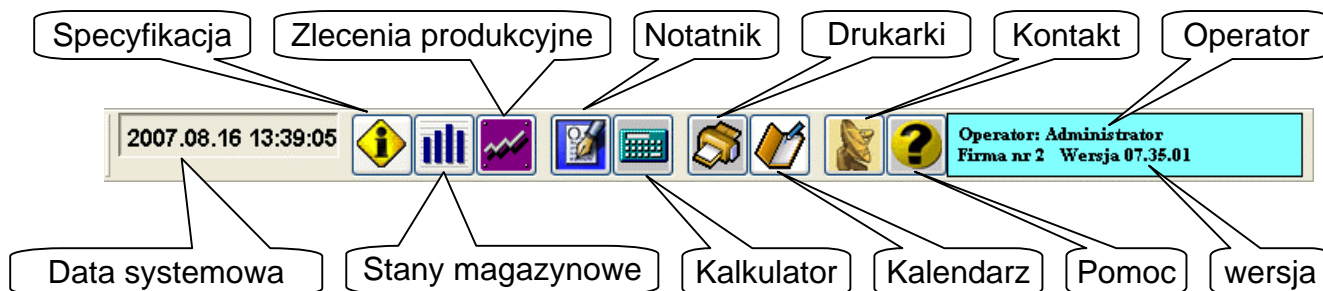 Specyfikacja
Zlecenia produkcyjne
Notatnik
Drukarki
Kontakt
Operator
2007.08.16 13:39:05
Operator: Administrator
Firma nr 2 Wersja 07.35.01
Data systemowa
Stany magazynowe
Kalkulator
Kalendarz
Pomoc
wersja